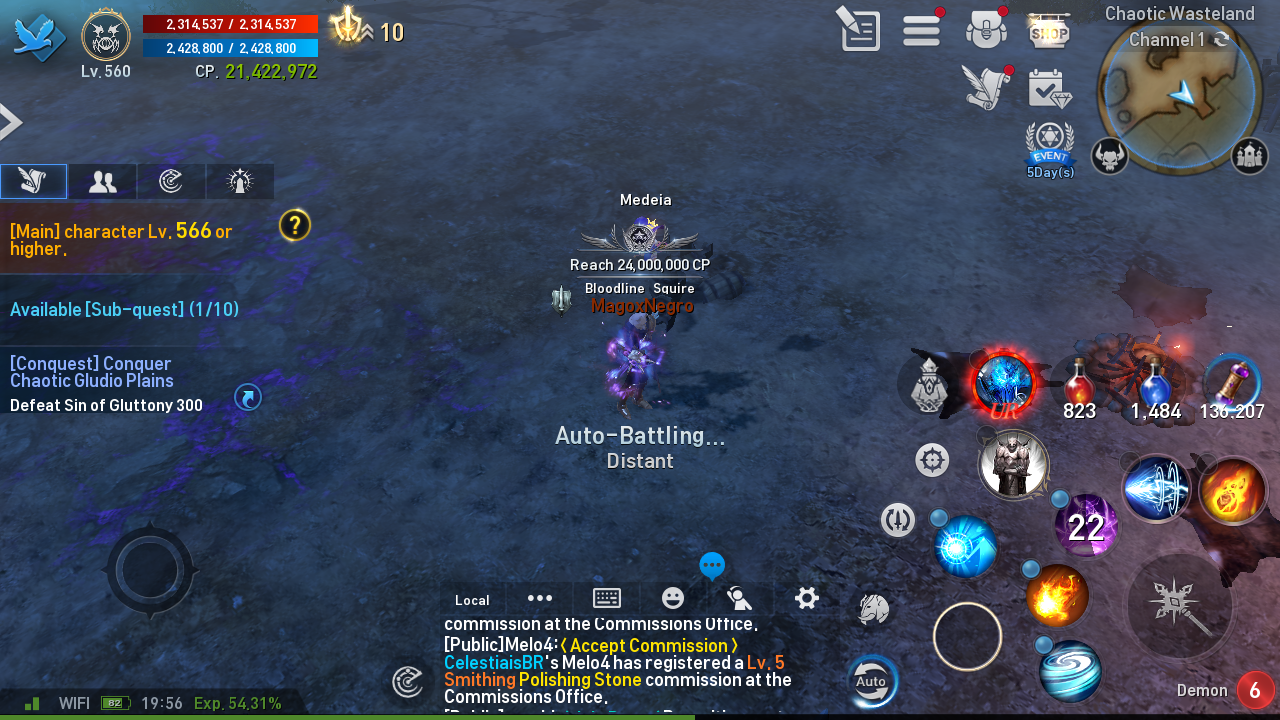 2,314,537 / 2,314,537
2,428,800 / 2,428,800
10
Lv. 560
CP. 21,422,972
SHOP
Chaotic Wasteland
Channel 1
EVENT
5Day(s)
[Main] character Lv. 566 or
higher.
?
Available [Sub-quest] (1/10)
[Conquest] Conquer
Chaotic Gludio Plains
Defeat Sin of Gluttony 300
Medeia
Reach 24,000,000 CP
Bloodline Squire
MagoxNegro
Auto-Battling...
Distant
UR
823
1,484
136,207
22
Local
commission at the Commissions Office.
[Public]Melo4:< Accept Commission >
CelestiaisBR's Melo4 has registered a Lv. 5
Smithing Polishing Stone commission at the
Commissions Office.
Auto
Demon
6
WIFI
19:56
Exp. 54.31%